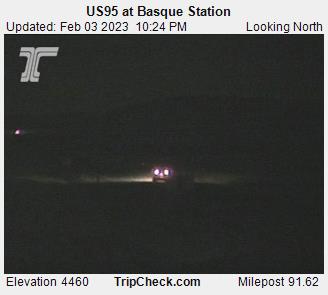 US95 at Basque Station
Updated: Feb 03 2023 10:24 PM Looking North
Elevation 4460 TripCheck.com Milepost 91.62